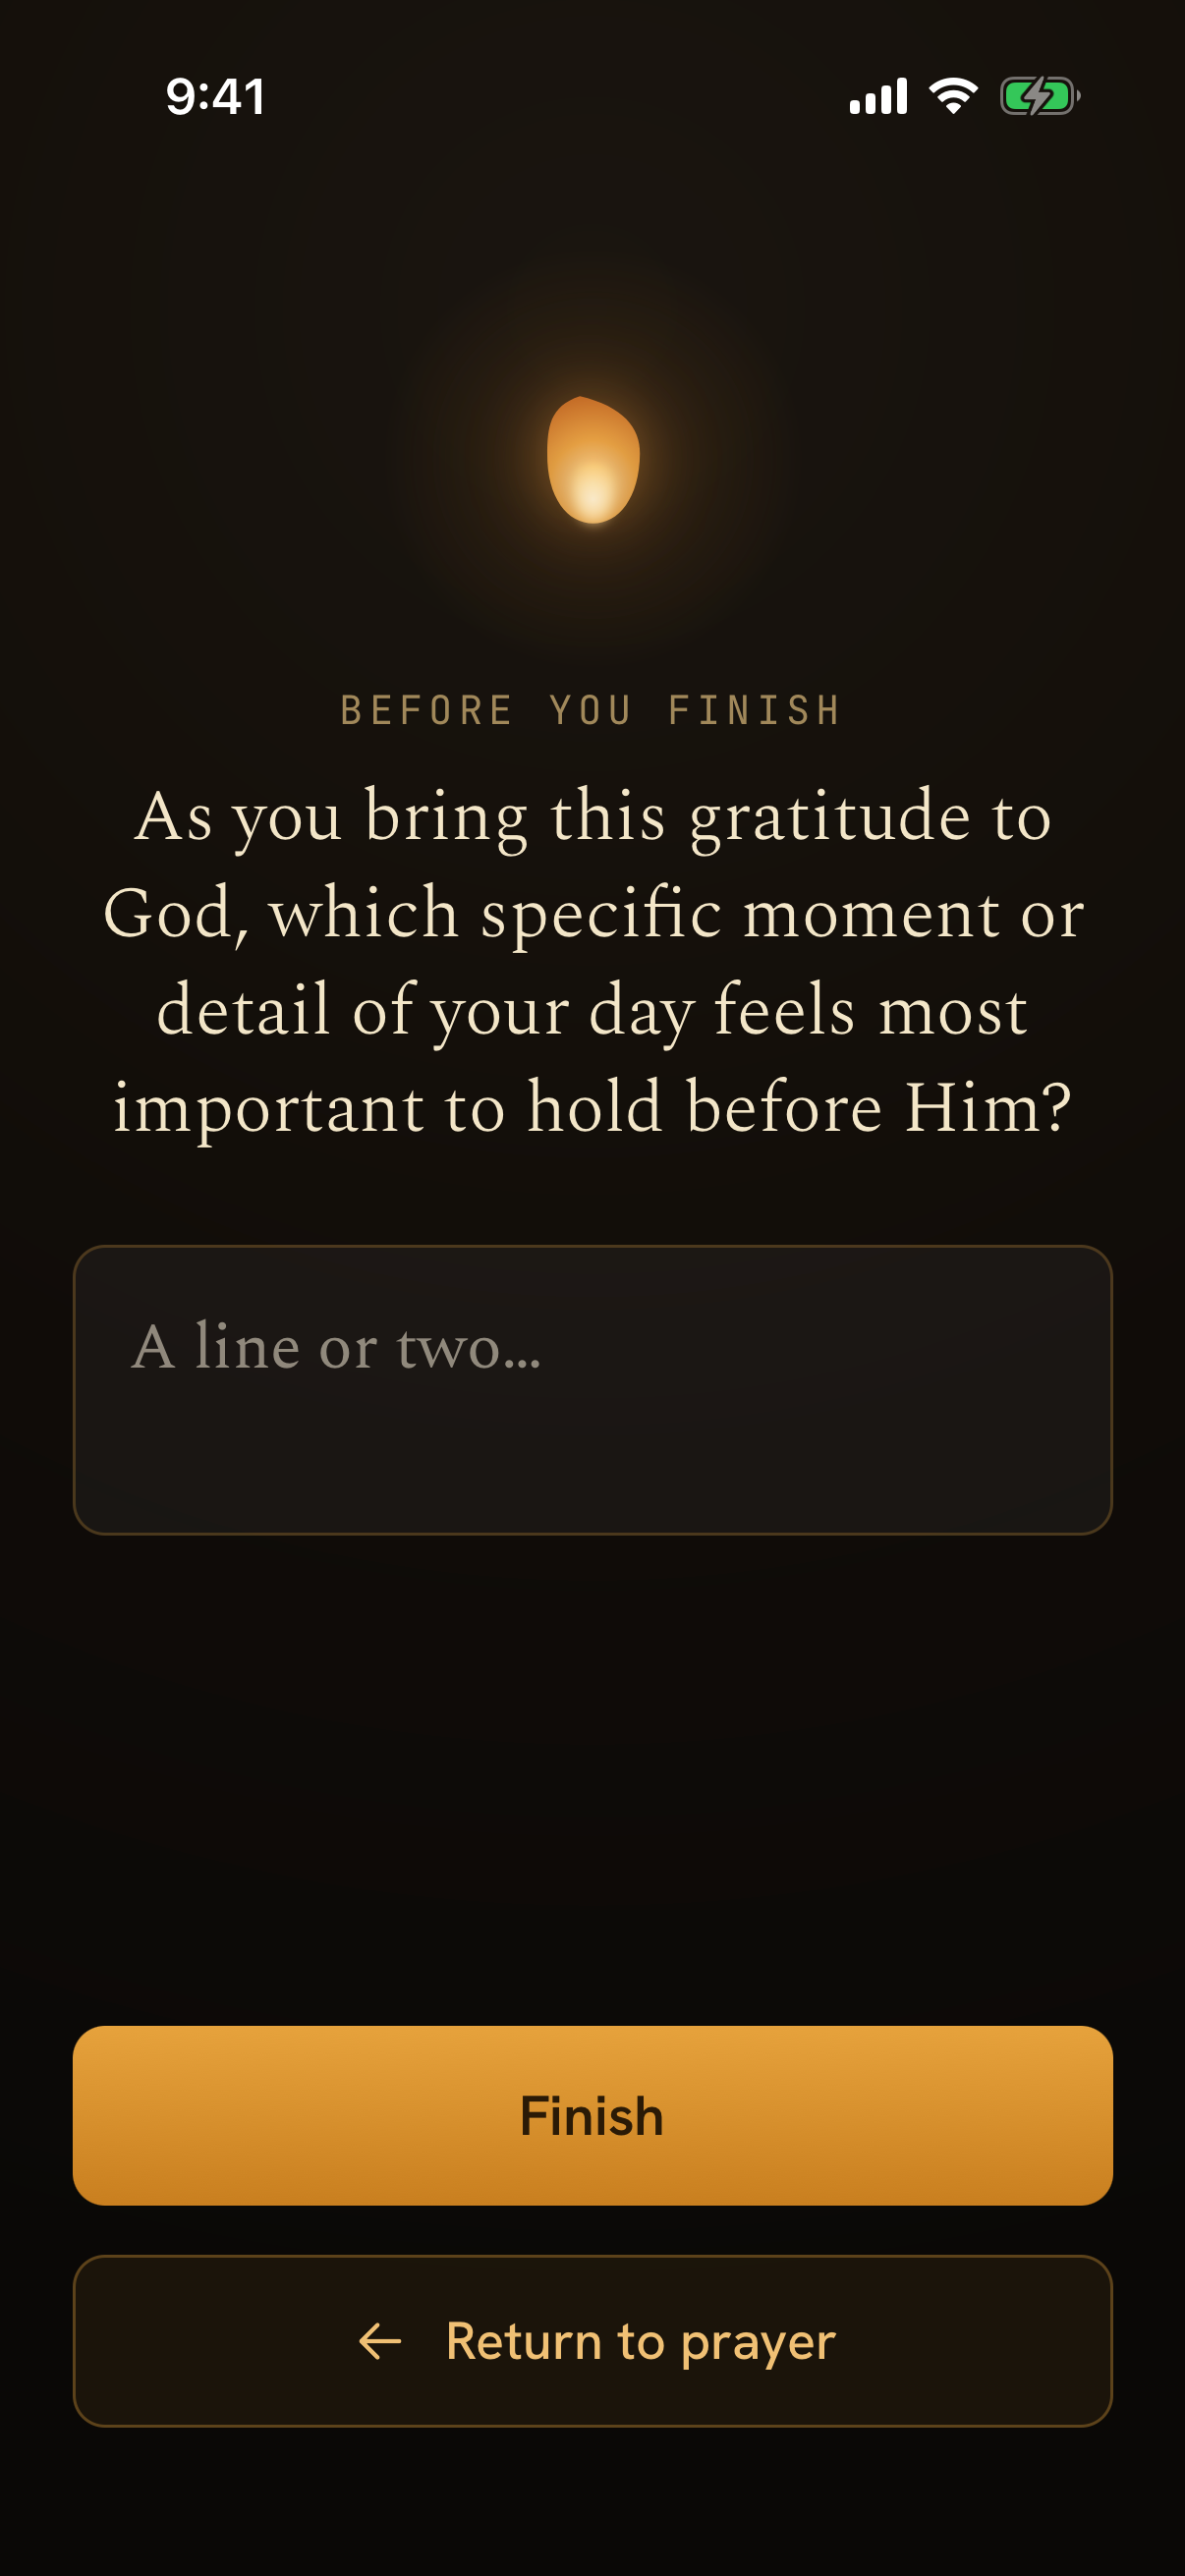 9:41
BEFORE YOU FINISH
As you bring this gratitude to
God, which specific moment or
detail of your day feels most
important to hold before Him?
A line or two…
Finish
← Return to prayer